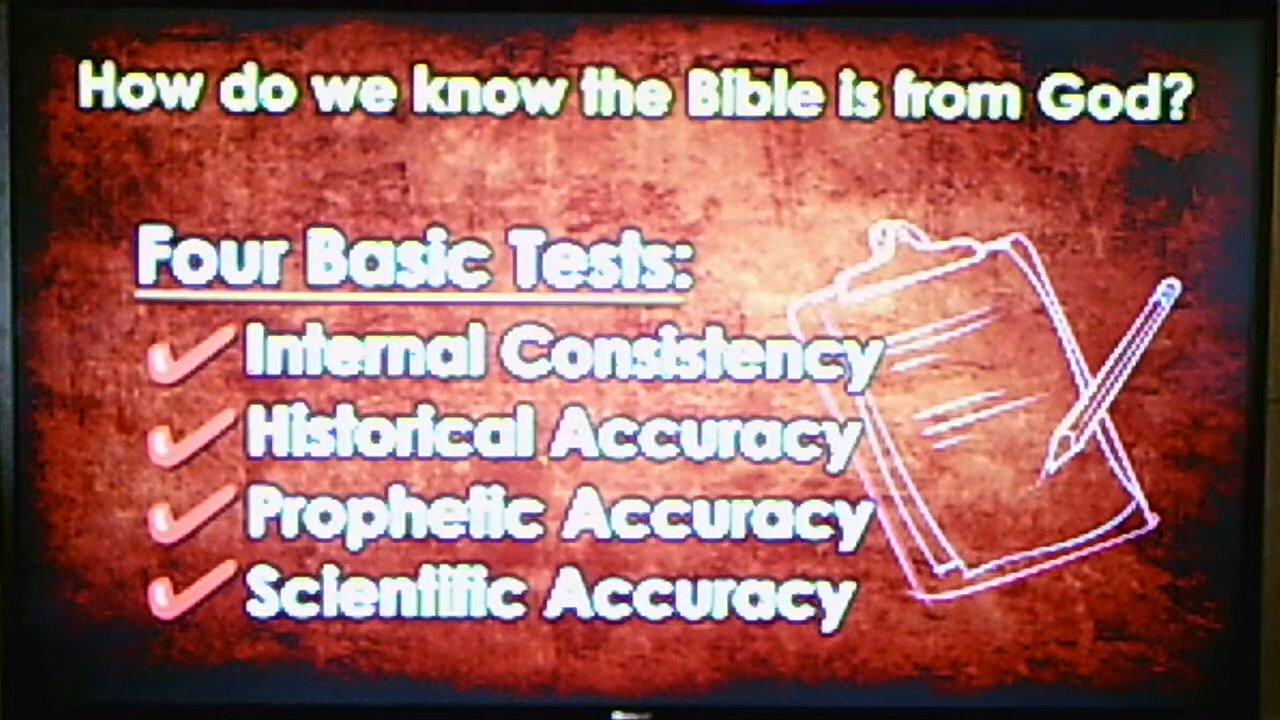 How do we know the Bible is from God?
Four Basic Tests:
Internal Consistency
Historical Accuracy
Prophetic Accuracy
Scientific Accuracy